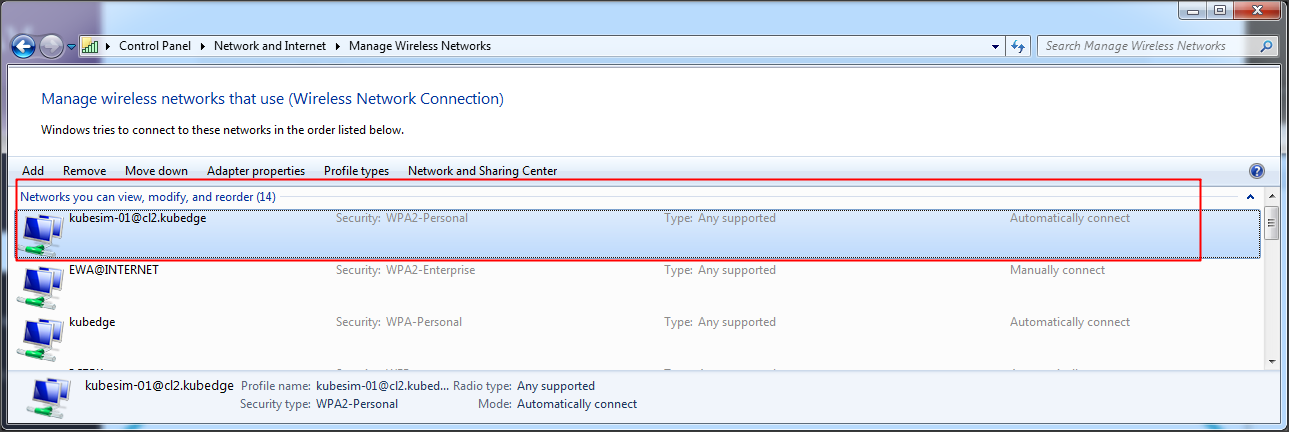 Control Panel Network and Internet Manage Wireless Networks Search Manage Wireless Networks
Manage wireless networks that use (Wireless Network Connection)
Windows tries to connect to these networks in the order listed below.
Add Remove Move down Adapter properties Profile types Network and Sharing Center
Networks you can view, modify, and reorder (14)
kubesim-01@cl2.kubedge Security: WPA2-Personal Type: Any supported Automatically connect
EWA@INTERNET Security: WPA2-Enterprise Type: Any supported Manually connect
kubedge Security: WPA-Personal Type: Any supported Automatically connect
kubesim-01@cl2.kubedge Profile name: kubesim-01@cl2.kubed... Radio type: Any supported
Security type: WPA2-Personal Mode: Automatically connect